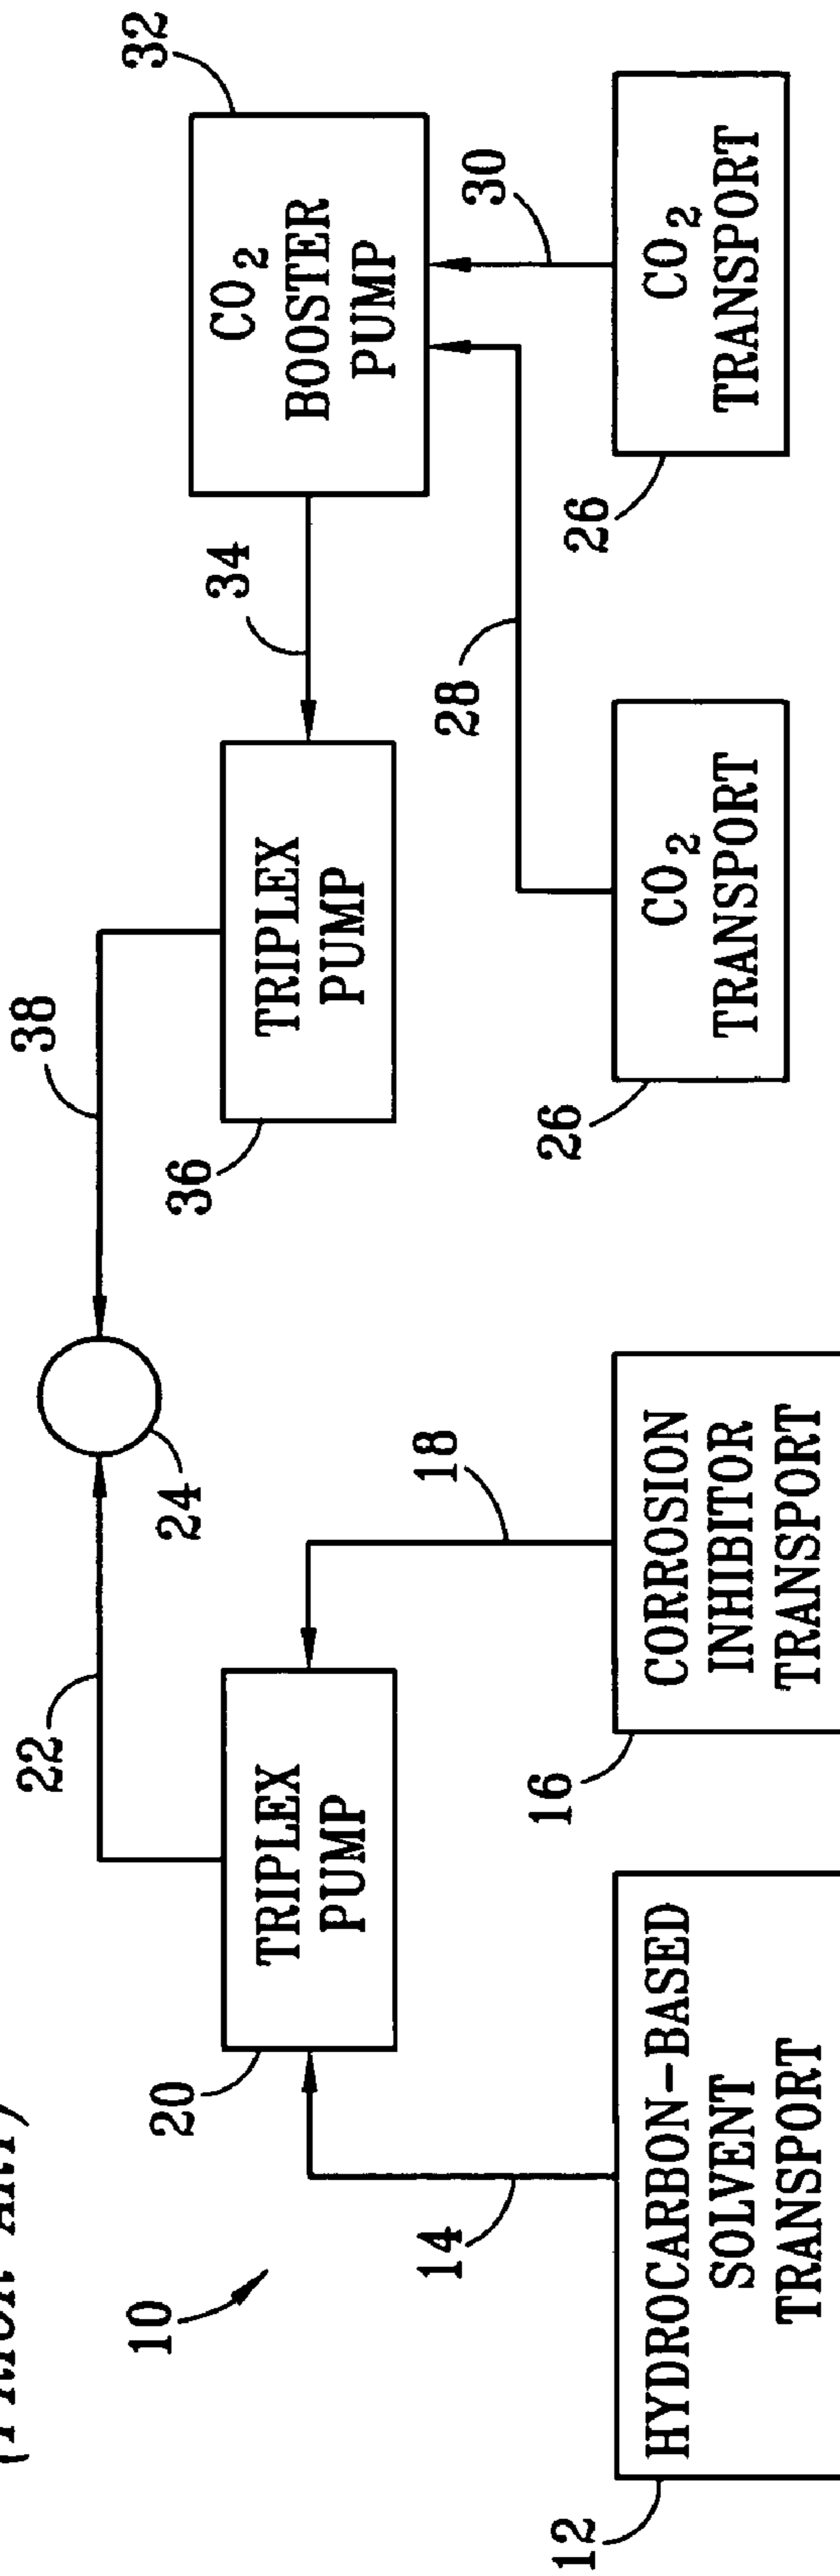 (PRIOR ART)
10
12
HYDROCARBON-BASED
SOLVENT
TRANSPORT
14
16
CORROSION
INHIBITOR
TRANSPORT
18
20
TRIPLEX
PUMP
22
24
26
CO2
TRANSPORT
28
26
CO2
TRANSPORT
30
32
CO2
BOOSTER
PUMP
34
36
TRIPLEX
PUMP
38